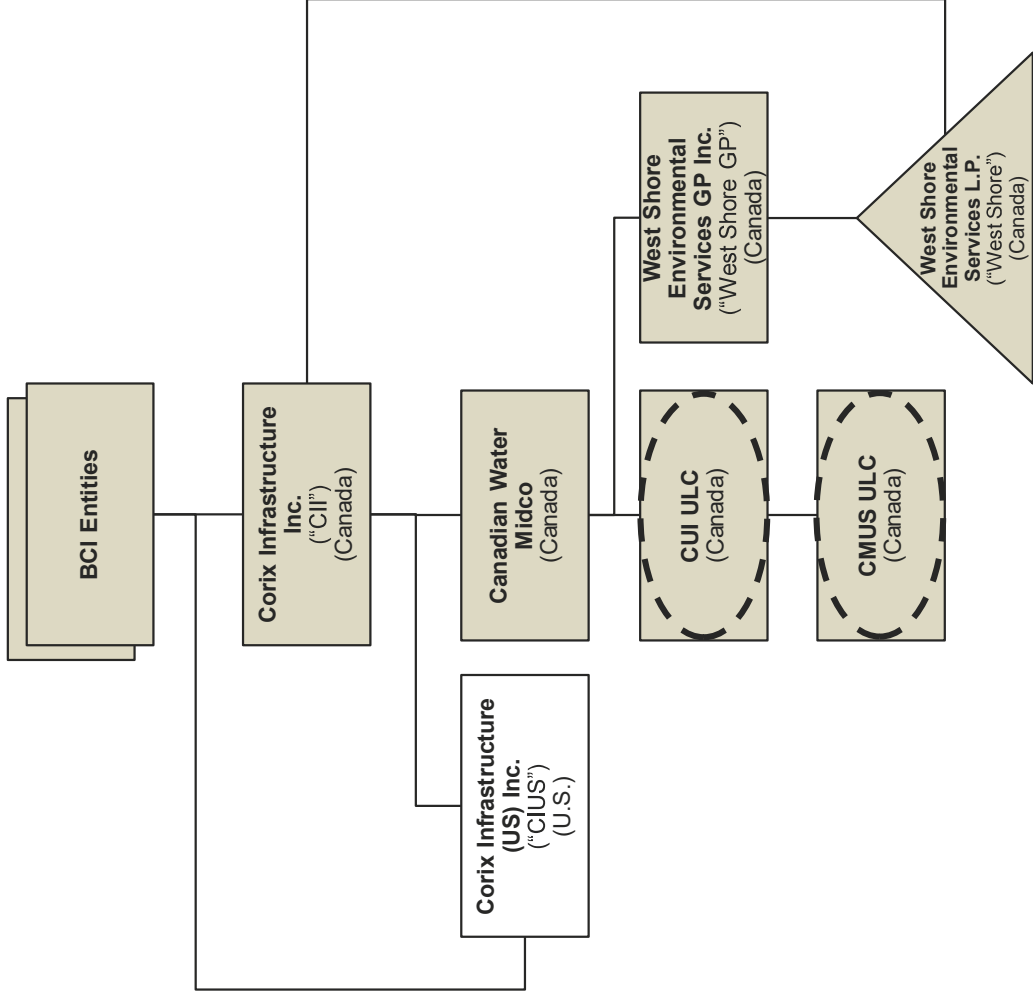 BCI Entities
Corix Infrastructure
Inc.
(“CII”)
(Canada)
Corix Infrastructure
(US) Inc.
(“CIUS”)
(U.S.)
Canadian Water
Midco
(Canada)
CUI ULC
(Canada)
CMUS ULC
(Canada)
West Shore
Environmental
Services GP Inc.
(“West Shore GP”)
(Canada)
West Shore
Environmental
Services L.P.
(“West Shore”)
(Canada)